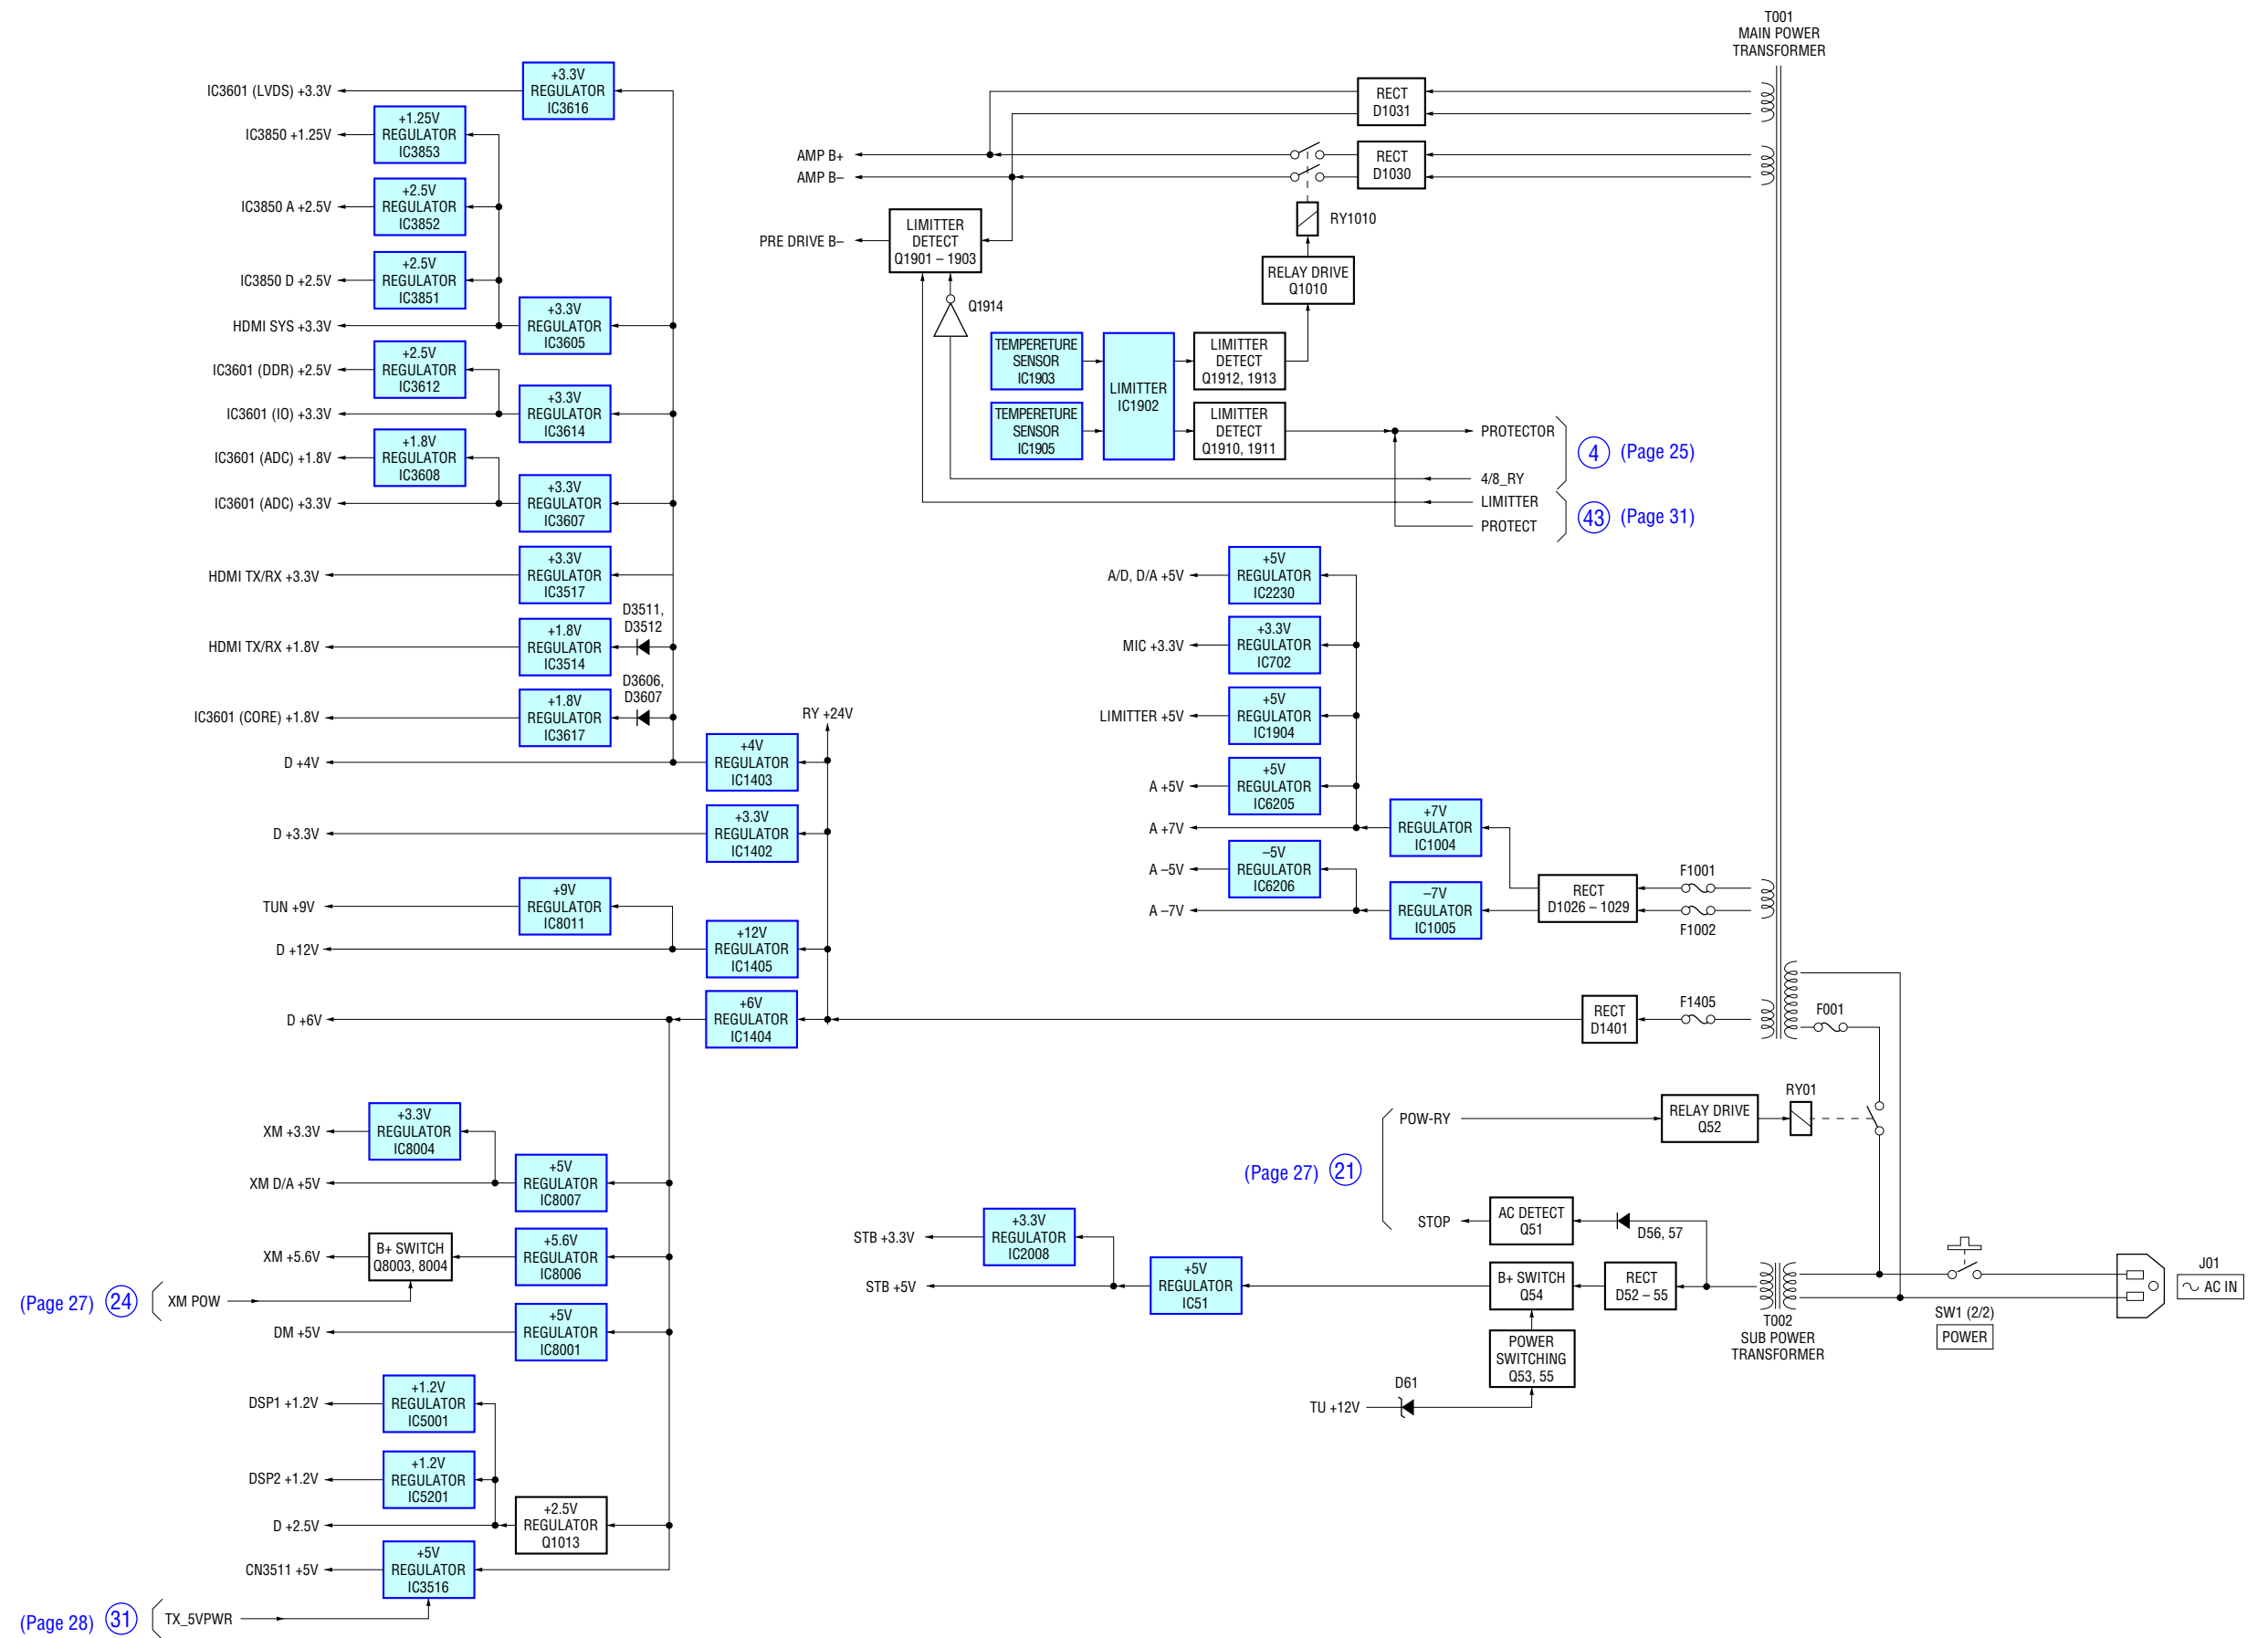 T001
MAIN POWER
TRANSFORMER
IC3601 (LVDS) +3.3V
+3.3V
REGULATOR
IC3616
IC3850 +1.25V
+1.25V
REGULATOR
IC3853
IC3850 A +2.5V
+2.5V
REGULATOR
IC3852
IC3850 D +2.5V
+2.5V
REGULATOR
IC3851
HDMI SYS +3.3V
+3.3V
REGULATOR
IC3605
IC3601 (DDR) +2.5V
+2.5V
REGULATOR
IC3612
IC3601 (IO) +3.3V
+3.3V
REGULATOR
IC3614
IC3601 (ADC) +1.8V
+1.8V
REGULATOR
IC3608
IC3601 (ADC) +3.3V
+3.3V
REGULATOR
IC3607
HDMI TX/RX +3.3V
+3.3V
REGULATOR
IC3517
D3511,
D3512
HDMI TX/RX +1.8V
+1.8V
REGULATOR
IC3514
D3606,
D3607
IC3601 (CORE) +1.8V
+1.8V
REGULATOR
IC3617
RY +24V
D +4V
+4V
REGULATOR
IC1403
D +3.3V
+3.3V
REGULATOR
IC1402
TUN +9V
+9V
REGULATOR
IC8011
D +12V
+12V
REGULATOR
IC1405
D +6V
+6V
REGULATOR
IC1404
XM +3.3V
+3.3V
REGULATOR
IC8004
XM D/A +5V
+5V
REGULATOR
IC8007
XM +5.6V
B+ SWITCH
Q8003, 8004
+5.6V
REGULATOR
IC8006
(Page 27) 24
XM POW
DM +5V
+5V
REGULATOR
IC8001
DSP1 +1.2V
+1.2V
REGULATOR
IC5001
DSP2 +1.2V
+1.2V
REGULATOR
IC5201
D +2.5V
+2.5V
REGULATOR
Q1013
CN3511 +5V
+5V
REGULATOR
IC3516
(Page 28) 31
TX_5VPWR
RECT
D1031
AMP B+
AMP B–
RECT
D1030
RY1010
PRE DRIVE B–
LIMITTER
DETECT
Q1901 – 1903
RELAY DRIVE
Q1010
Q1914
TEMPERETURE
SENSOR
IC1903
LIMITTER
IC1902
LIMITTER
DETECT
Q1912, 1913
TEMPERETURE
SENSOR
IC1905
LIMITTER
DETECT
Q1910, 1911
PROTECTOR
4 (Page 25)
4/8_RY
LIMITTER
43 (Page 31)
PROTECT
A/D, D/A +5V
+5V
REGULATOR
IC2230
MIC +3.3V
+3.3V
REGULATOR
IC702
LIMITTER +5V
+5V
REGULATOR
IC1904
A +5V
+5V
REGULATOR
IC6205
A +7V
+7V
REGULATOR
IC1004
A –5V
–5V
REGULATOR
IC6206
A –7V
–7V
REGULATOR
IC1005
RECT
D1026 – 1029
F1001
F1002
RECT
D1401
F1405
F001
RY01
POW-RY
RELAY DRIVE
Q52
(Page 27) 21
STOP
AC DETECT
Q51
D56, 57
STB +3.3V
+3.3V
REGULATOR
IC2008
STB +5V
+5V
REGULATOR
IC51
B+ SWITCH
Q54
RECT
D52 – 55
POWER
SWITCHING
Q53, 55
D61
TU +12V
T002
SUB POWER
TRANSFORMER
SW1 (2/2)
POWER
J01
AC IN